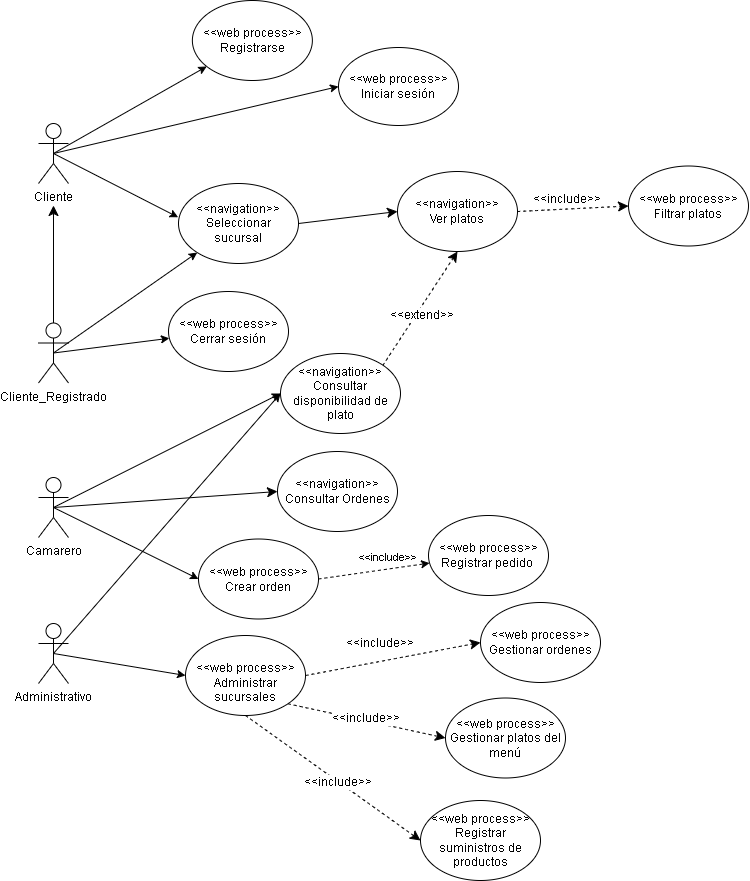 <<web process>>
Registrarse
<<web process>>
Iniciar sesión
Cliente
<<navigation>>
Seleccionar
sucursal
<<navigation>>
Ver platos
<<include>>
<<web process>>
Filtrar platos
<<extend>>
<<web process>>
Cerrar sesión
Cliente_Registrado
<<navigation>>
Consultar
disponibilidad de
plato
<<navigation>>
Consultar Ordenes
Camarero
<<web process>>
Crear orden
<<include>>
<<web process>>
Registrar pedido
Administrativo
<<web process>>
Administrar
sucursales
<<include>>
<<web process>>
Gestionar ordenes
<<include>>
<<web process>>
Gestionar platos del
menú
<<include>>
<<web process>>
Registrar
suministros de
productos